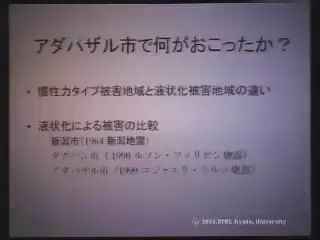 アダパザル市で何がおこったか？
• 慣性力タイプ被害地域と液状化被害地域の違い
• 液状化による被害の比較
新潟市(1964 新潟地震)
ダグパン市 (1990 ルソン・フィリピン地震)
アダパザル市 (1999 コジャエリ・トルコ地震)
© 2003,DPRI, Kyoto, University